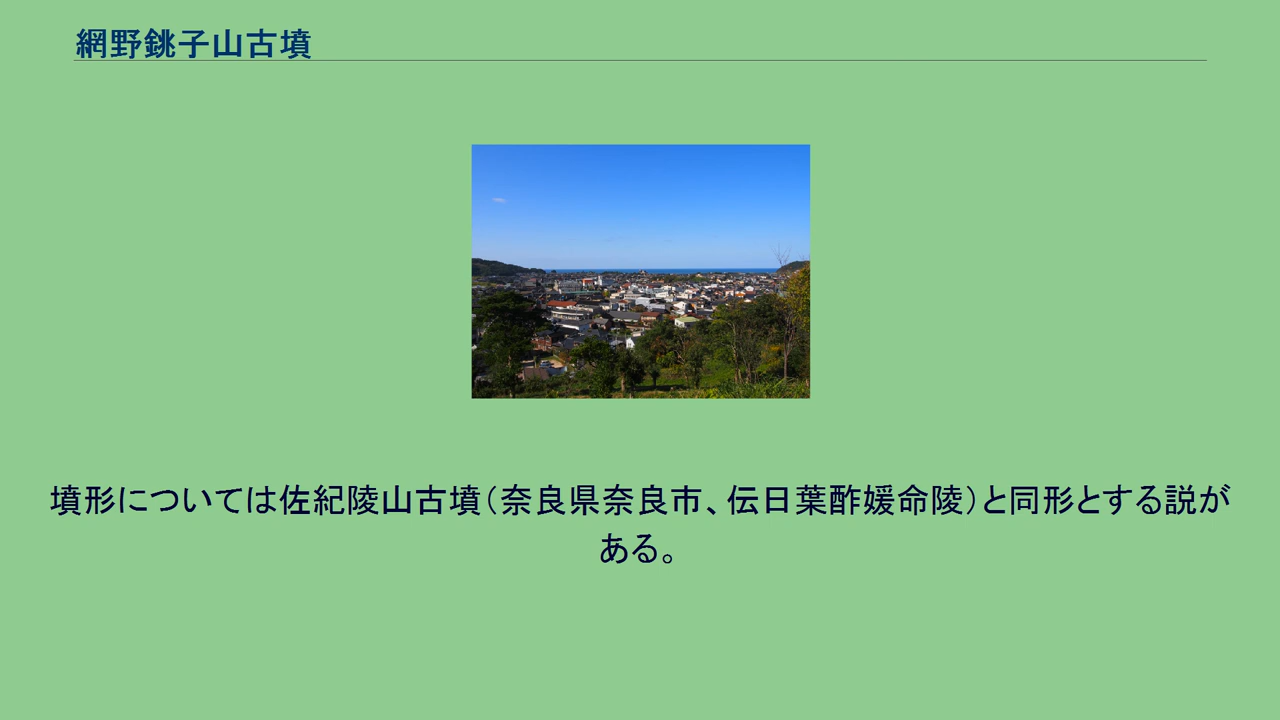 網野銚子山古墳
墳形については佐紀陵山古墳（奈良県奈良市、伝日葉酢媛命陵）と同形とする説が
ある。